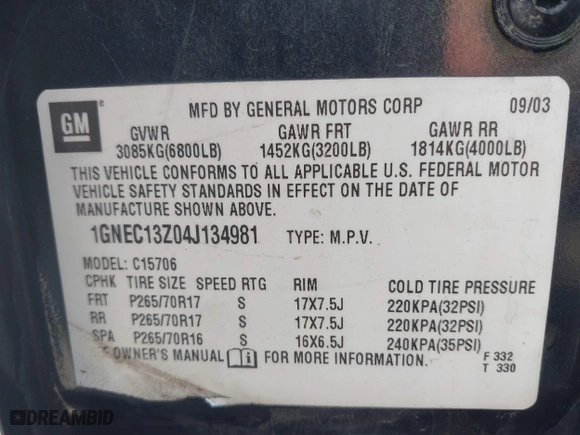 GM ®
MFD BY GENERAL MOTORS CORP 09/03
GVWR GAWR FRT GAWR RR
3085KG(6800LB) 1452KG(3200LB) 1814KG(4000LB)
THIS VEHICLE CONFORMS TO ALL APPLICABLE U.S. FEDERAL MOTOR
VEHICLE SAFETY STANDARDS IN EFFECT ON THE DATE OF
MANUFACTURE SHOWN ABOVE.
1GNEC13Z04J134981 TYPE: M.P.V.
MODEL: C15706
CPHK TIRE SIZE SPEED RTG RIM COLD TIRE PRESSURE
FRT P265/70R17 S 17X7.5J 220KPA(32PSI)
RR P265/70R17 S 17X7.5J 220KPA(32PSI)
SPA P265/70R16 S 16X6.5J 240KPA(35PSI)
OWNER'S MANUAL FOR MORE INFORMATION. F 332
T 330
DREAMBID